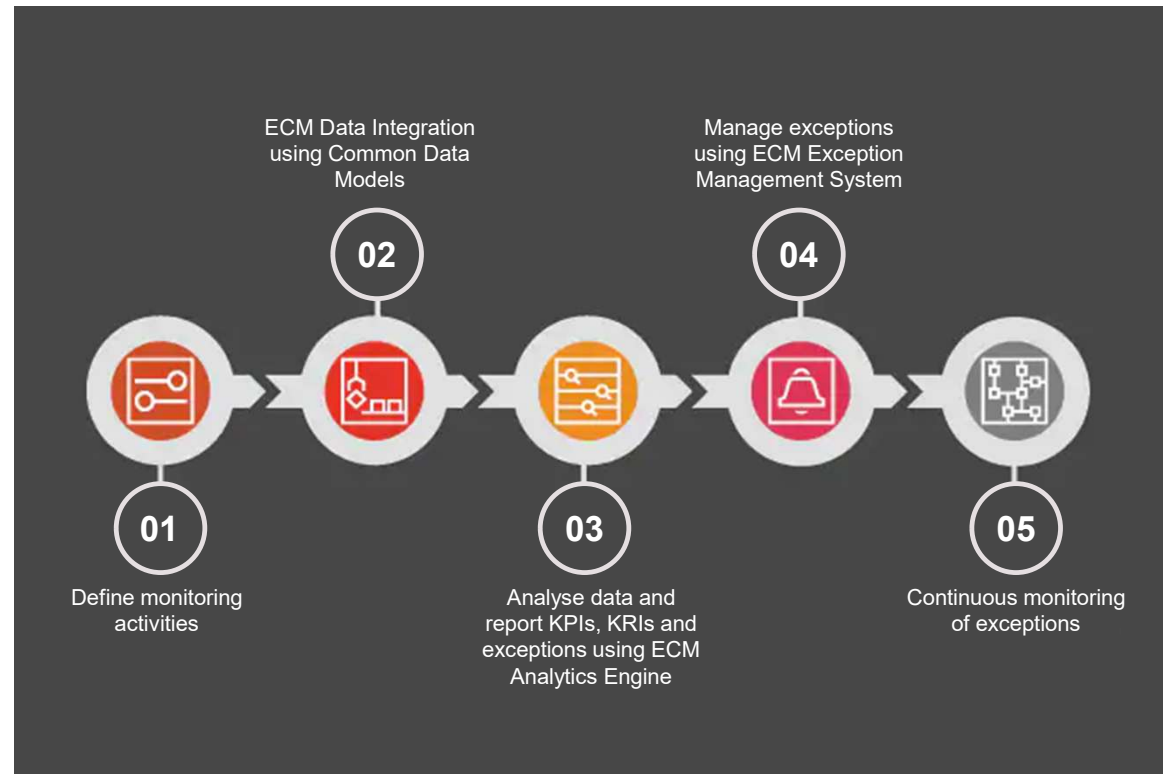 01
Define monitoring
activities
ECM Data Integration
using Common Data
Models
02
03
Analyse data and
report KPIs, KRIs and
exceptions using ECM
Analytics Engine
Manage exceptions
using ECM Exception
Management System
04
05
Continuous monitoring
of exceptions